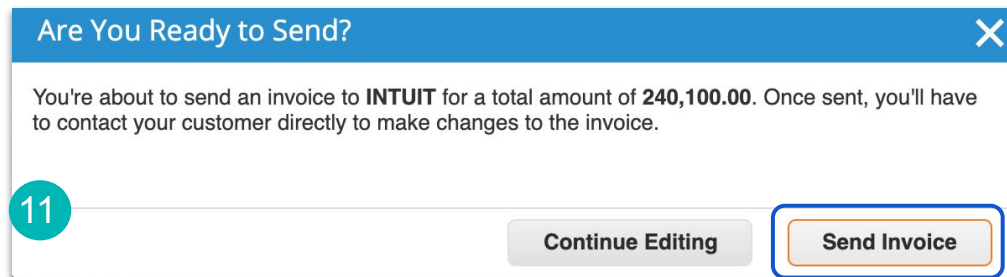 Are You Ready to Send?
You're about to send an invoice to INTUIT for a total amount of 240,100.00. Once sent, you'll have
to contact your customer directly to make changes to the invoice.
11
Continue Editing
Send Invoice